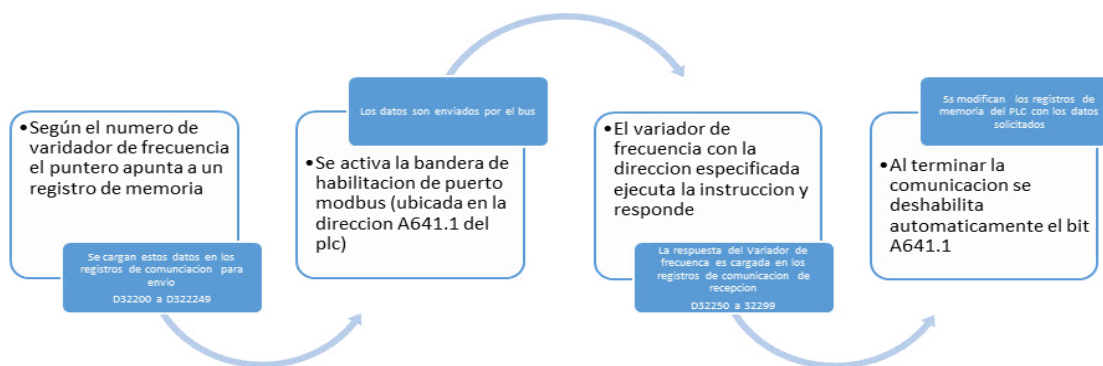 •Según el numero de
varidador de frecuencia
el puntero apunta a un
registro de memoria
Se cargan estos datos en los
registros de comunciacion para
envio
D32200 a D322249
Los datos son enviados por el bus
•Se activa la bandera de
habilitacion de puerto
modbus (ubicada en la
direccion A641.1 del
plc)
•El variador de
frecuencia con la
direccion especificada
ejecuta la instruccion y
responde
La respuesta del Variador de
frecuenca es cargada en los
registros de comunicacion de
recepcion
D32250 a 32299
Ss modifican los registros de
memoria del PLC con los datos
solicitados
•Al terminar la
comunicacion se
deshabilita
automaticamente el bit
A641.1